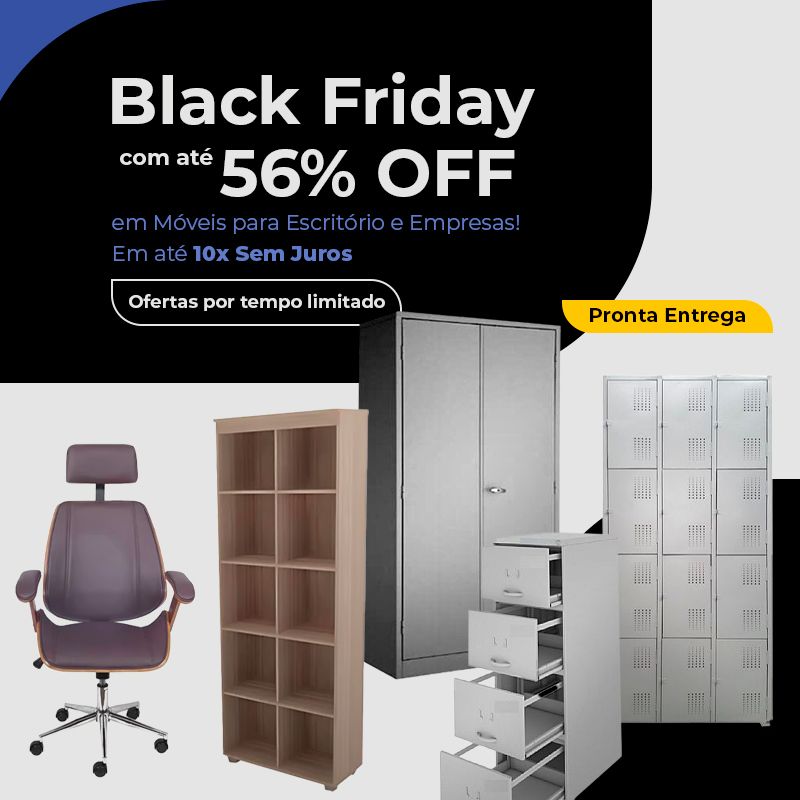 Black Friday
com até 56% OFF
em Móveis para Escritório e Empresas!
Em até 10x Sem Juros
Ofertas por tempo limitado
Pronta Entrega